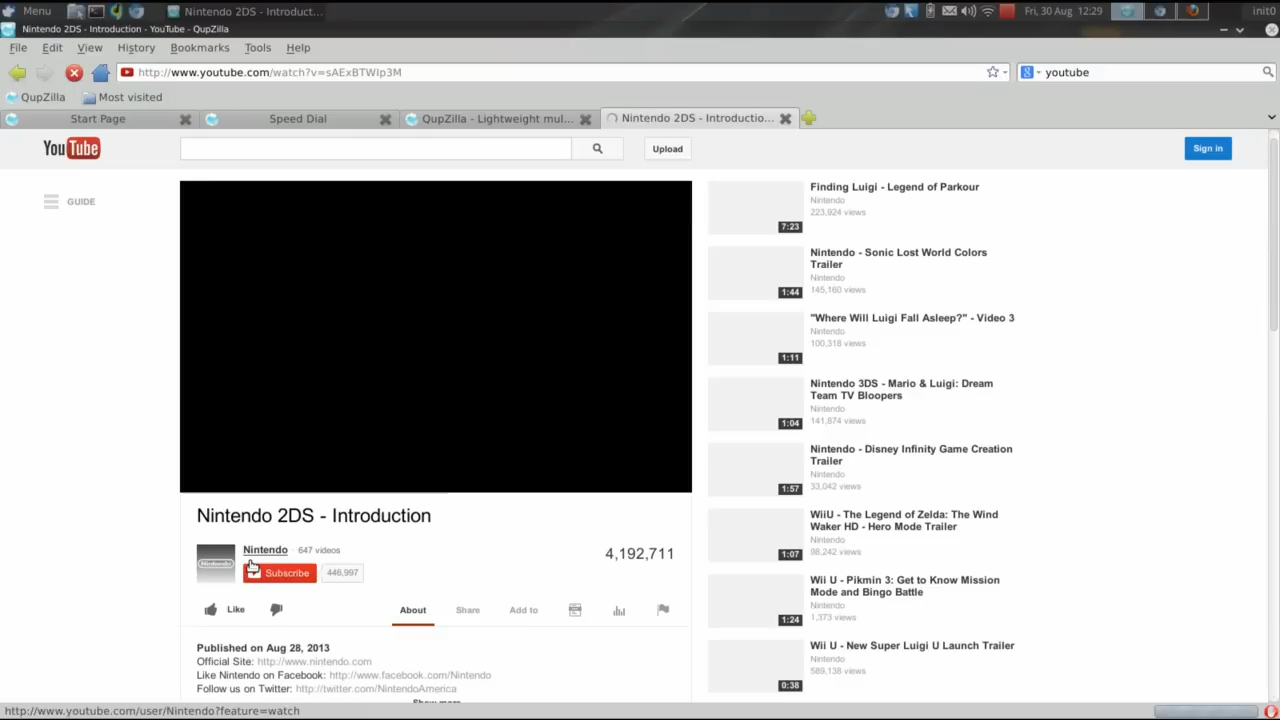 Menu
Nintendo 2DS - Introduct...
Fri, 30 Aug 12:29
init0
Nintendo 2DS - Introduction - YouTube - QupZilla
File Edit View History Bookmarks Tools Help
http://www.youtube.com/watch?v=sAExBTWIp3M
youtube
QupZilla
Most visited
Start Page
Speed Dial
QupZilla - Lightweight mul...
Nintendo 2DS - Introductio...
YouTube
Upload
Sign in
GUIDE
Finding Luigi - Legend of Parkour
Nintendo
223,924 views
7:23
Nintendo - Sonic Lost World Colors
Trailer
Nintendo
145,160 views
1:44
"Where Will Luigi Fall Asleep?" - Video 3
Nintendo
100,318 views
1:11
Nintendo 3DS - Mario & Luigi: Dream
Team TV Bloopers
Nintendo
141,874 views
1:04
Nintendo - Disney Infinity Game Creation
Trailer
Nintendo
33,042 views
1:57
WiiU - The Legend of Zelda: The Wind
Waker HD - Hero Mode Trailer
Nintendo
98,242 views
1:07
Wii U - Pikmin 3: Get to Know Mission
Mode and Bingo Battle
Nintendo
1,373 views
1:24
Wii U - New Super Luigi U Launch Trailer
Nintendo
589,138 views
0:38
Nintendo 2DS - Introduction
Nintendo
Nintendo · 647 videos
Subscribe
446,997
4,192,711
Like
About
Share
Add to
Published on Aug 28, 2013
Official Site: http://www.nintendo.com
Like Nintendo on Facebook: http://www.facebook.com/Nintendo
Follow us on Twitter: http://twitter.com/NintendoAmerica
Show more
http://www.youtube.com/user/Nintendo?feature=watch